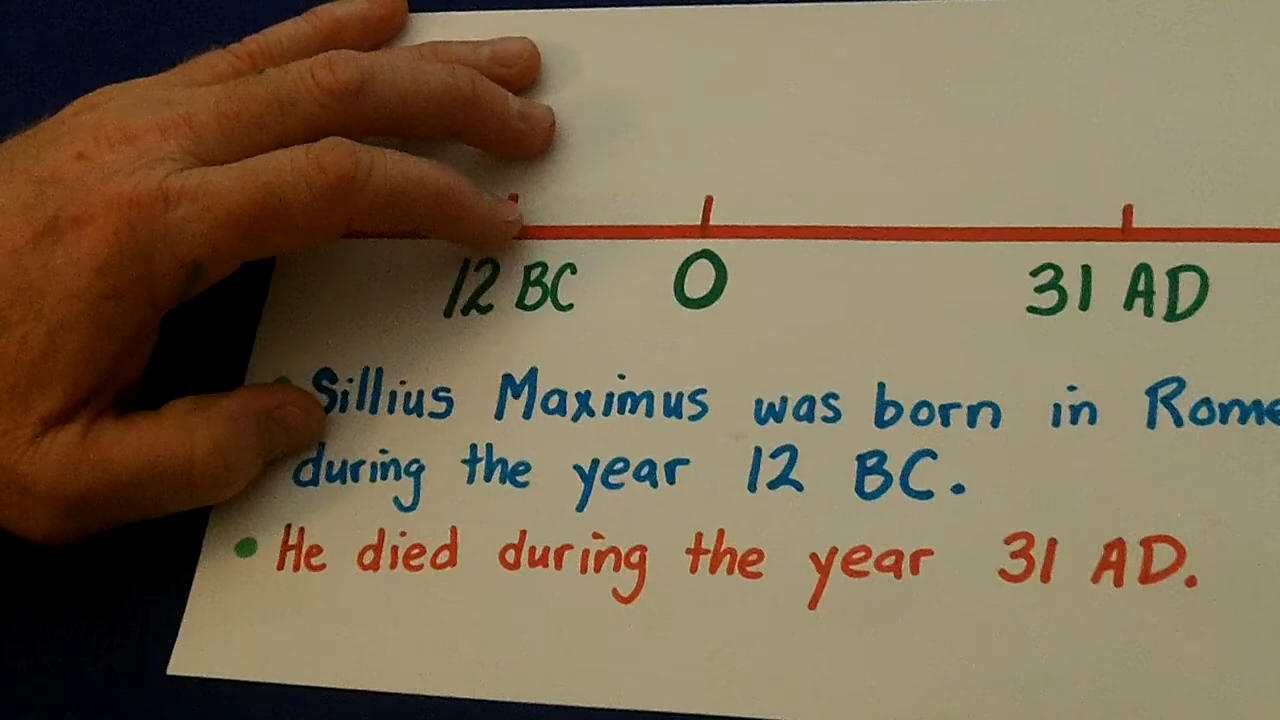 12 BC 0 31 AD
• Sillius Maximus was born in Rome
during the year 12 BC.
• He died during the year 31 AD.